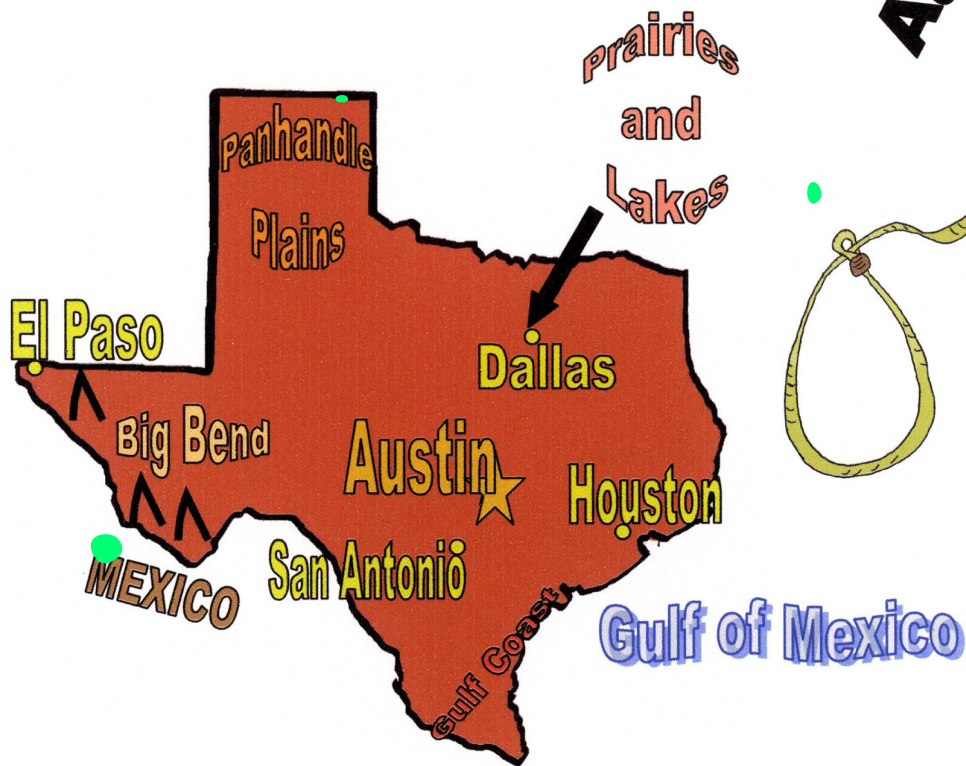 Prairies
and
Lakes
Panhandle
Plains
El Paso
Dallas
Big Bend
Austin
Houston
San Antonio
MEXICO
Gulf Coast
Gulf of Mexico